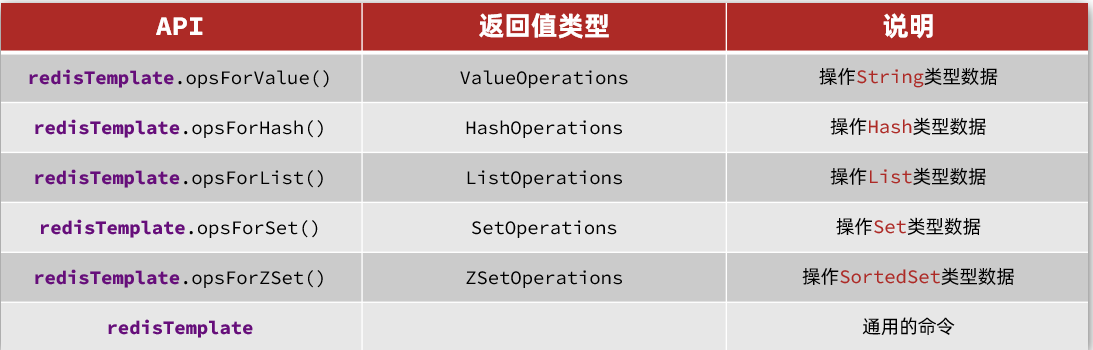 API 返回值类型 说明
redisTemplate.opsForValue() ValueOperations 操作String类型数据
redisTemplate.opsForHash() HashOperations 操作Hash类型数据
redisTemplate.opsForList() ListOperations 操作List类型数据
redisTemplate.opsForSet() SetOperations 操作Set类型数据
redisTemplate.opsForZSet() ZSetOperations 操作SortedSet类型数据
redisTemplate 通用的命令